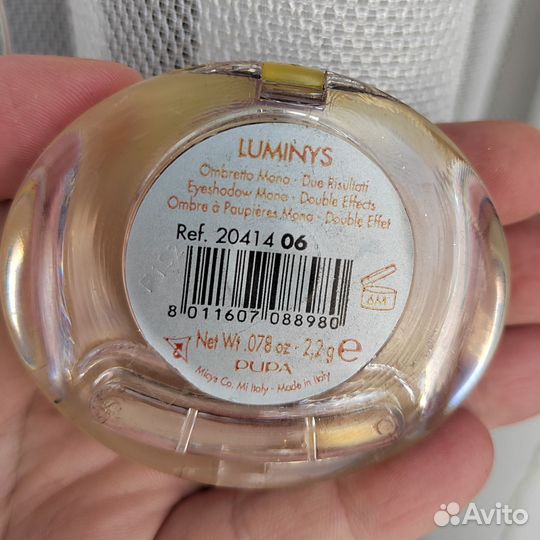 LUMINYS
Ombretto Mono - Due Risultati
Eyeshadow Mono - Double Effects
Ombre à Paupières Mono - Double Effet
Ref. 20414 06
8 011607 088980
6M
Net Wt. .078 oz - 2,2 g e
PUPA
Micys Co. Mi Italy - Made in Italy
Avito